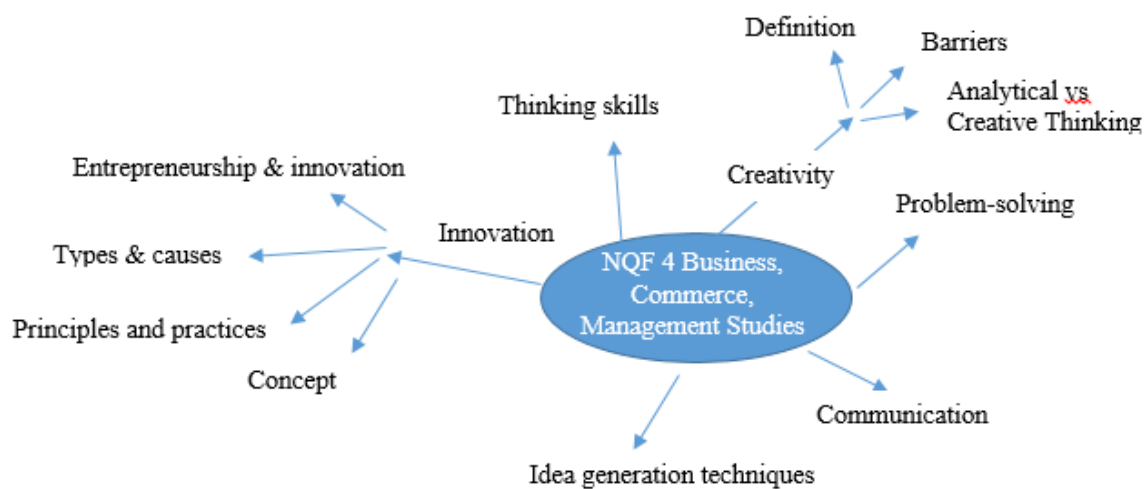 Definition
Barriers
Analytical vs
Creative Thinking
Thinking skills
Creativity
Entrepreneurship & innovation
Problem-solving
Innovation
Types & causes
NQF 4 Business,
Commerce,
Management Studies
Principles and practices
Concept
Communication
Idea generation techniques